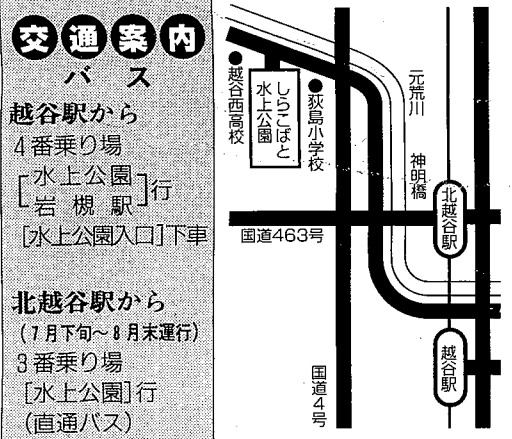 交通案内
バス
越谷駅から
4番乗り場
[水上公園
岩槻駅]行
[水上公園入口]下車
北越谷駅から
(7月下旬〜8月末運行)
3番乗り場
[水上公園]行
(直通バス)
越谷西高校
しらこばと
水上公園
荻島小学校
元荒川
神明橋
北越谷駅
国道463号
越谷駅
国道4号